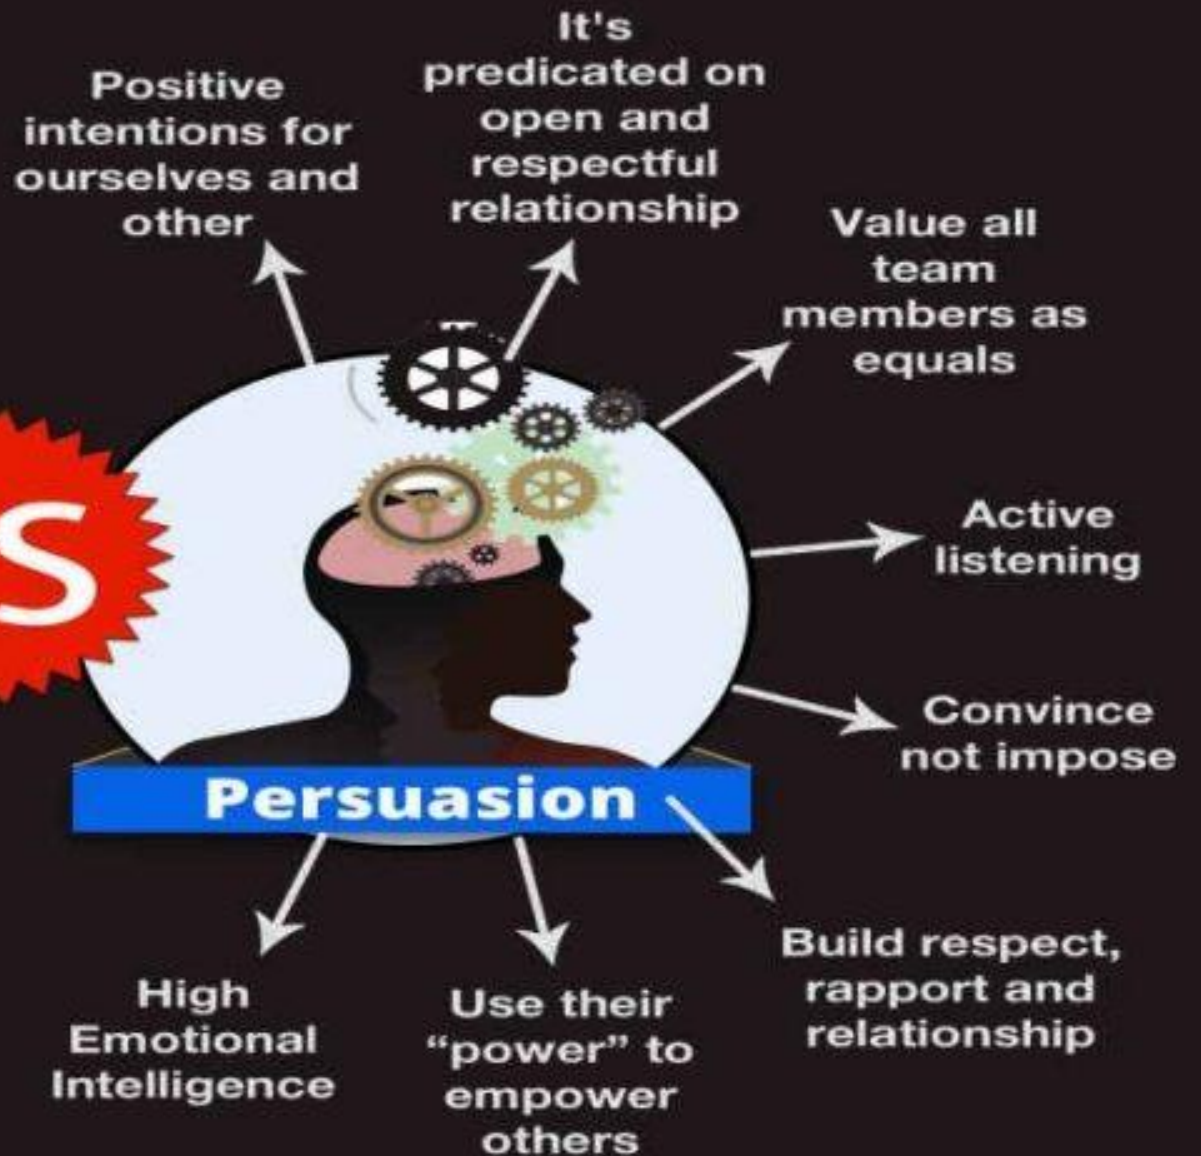 It's
predicated on
open and
respectful
relationship
Positive
intentions for
ourselves and
other
Value all
team
members as
equals
Active
listening
S
Convince
not impose
Persuasion
Build respect,
rapport and
relationship
High
Emotional
Intelligence
Use their
“power” to
empower
others